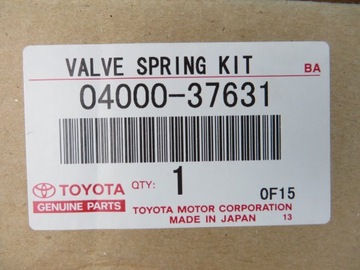 VALVE SPRING KIT BA
04000-37631
TOYOTA QTY: 1 0F15
GENUINE PARTS TOYOTA MOTOR CORPORATION
MADE IN JAPAN 13